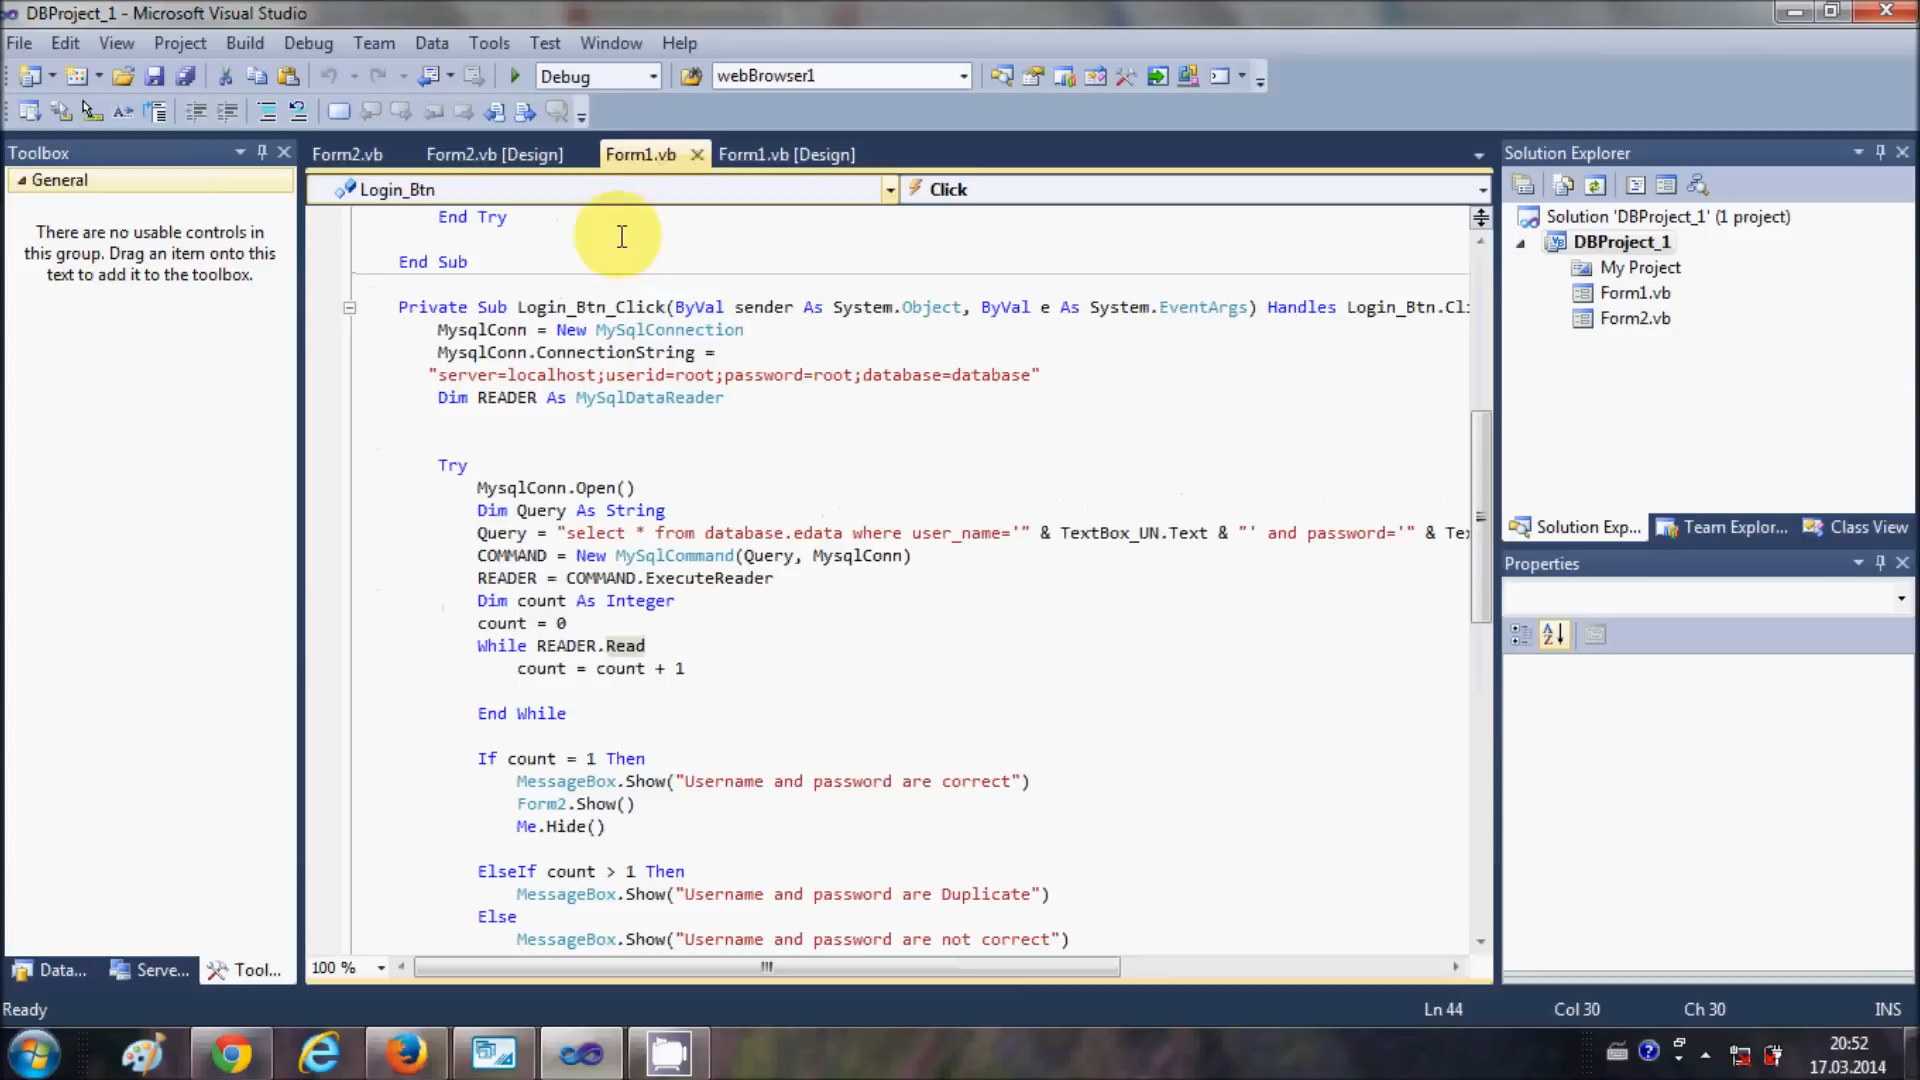 DBProject_1 - Microsoft Visual Studio
File Edit View Project Build Debug Team Data Tools Test Window Help
Debug webBrowser1
Toolbox
General
There are no usable controls in
this group. Drag an item onto this
text to add it to the toolbox.
Data... Serve... Tool...
Form2.vb Form2.vb [Design] Form1.vb Form1.vb [Design]
Login_Btn Click
End Try
End Sub
Private Sub Login_Btn_Click(ByVal sender As System.Object, ByVal e As System.EventArgs) Handles Login_Btn.Cli
MysqlConn = New MySqlConnection
MysqlConn.ConnectionString =
"server=localhost;userid=root;password=root;database=database"
Dim READER As MySqlDataReader
Try
MysqlConn.Open()
Dim Query As String
Query = "select * from database.edata where user_name='" & TextBox_UN.Text & "' and password='" & Te
COMMAND = New MySqlCommand(Query, MysqlConn)
READER = COMMAND.ExecuteReader
Dim count As Integer
count = 0
While READER.Read
count = count + 1
End While
If count = 1 Then
MessageBox.Show("Username and password are correct")
Form2.Show()
Me.Hide()
ElseIf count > 1 Then
MessageBox.Show("Username and password are Duplicate")
Else
MessageBox.Show("Username and password are not correct")
100 %
Solution Explorer
Solution 'DBProject_1' (1 project)
DBProject_1
My Project
Form1.vb
Form2.vb
Solution Exp... Team Explor... Class View
Properties
Ready Ln 44 Col 30 Ch 30 INS
20:52
17.03.2014